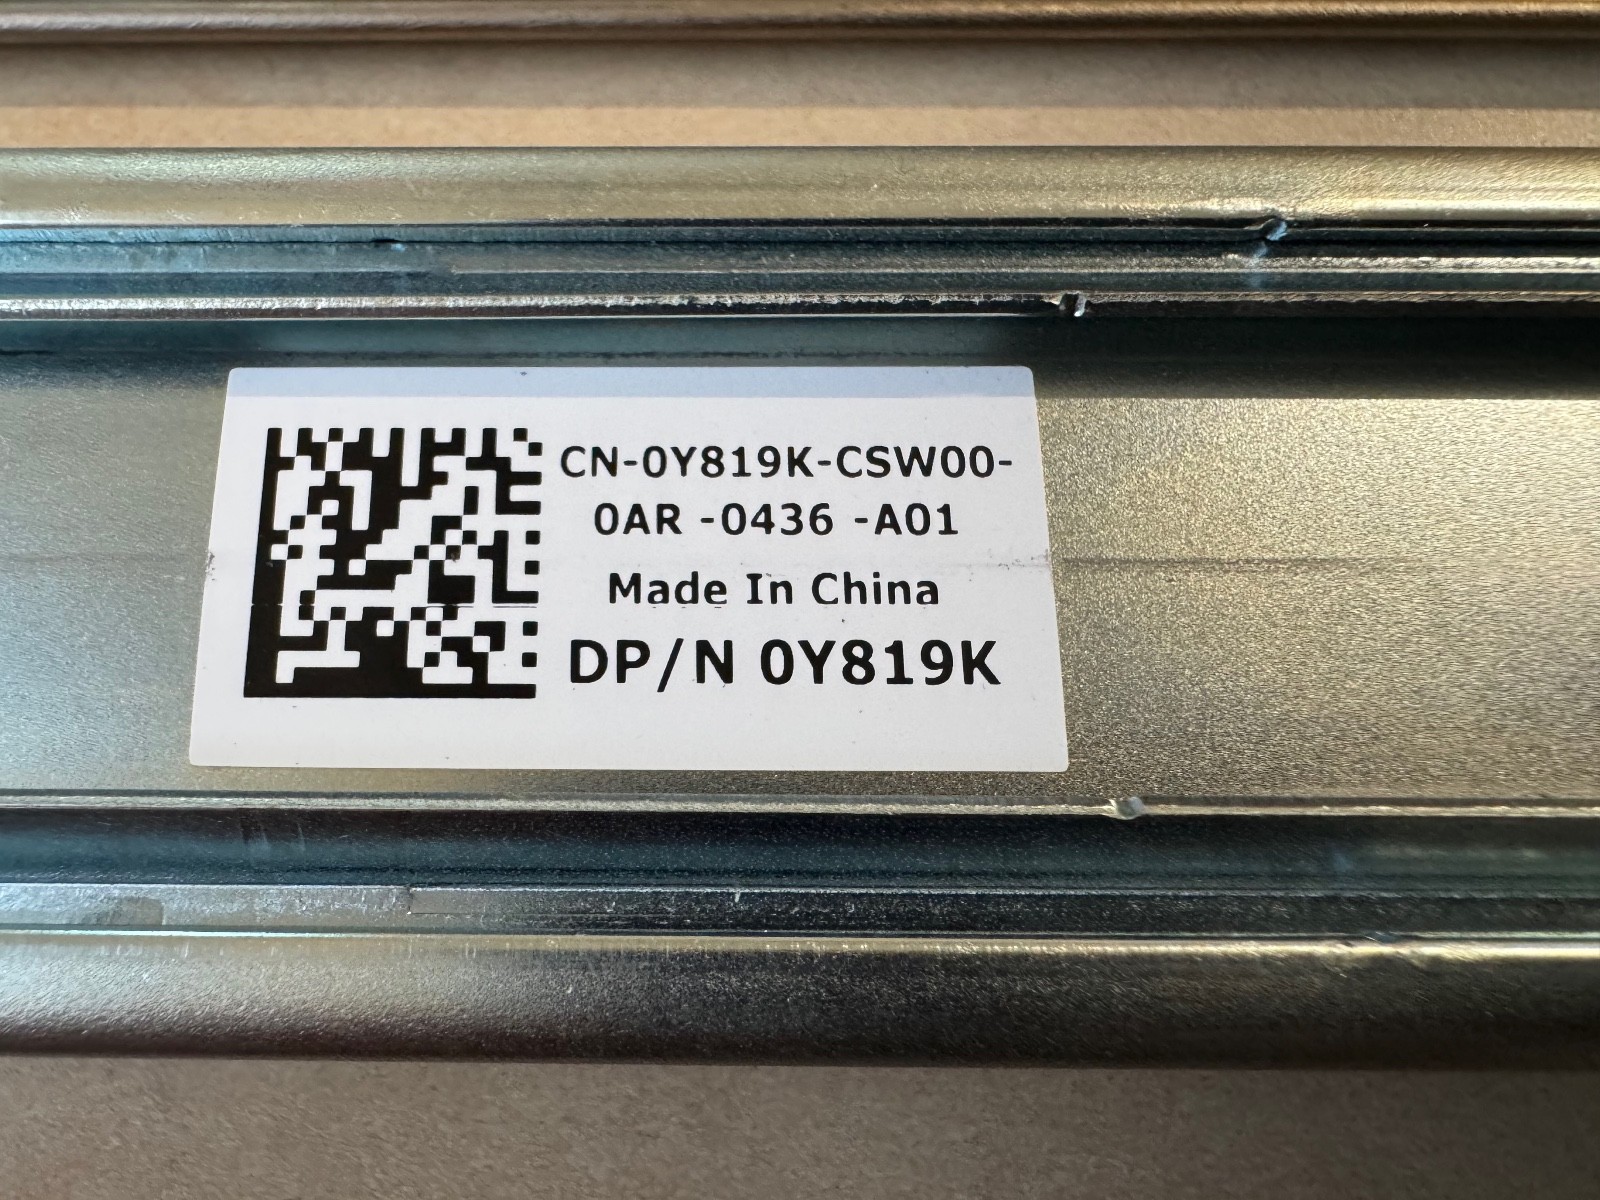 CN-0Y819K-CSW00-
0AR -0436 -A01
Made In China
DP/N 0Y819K